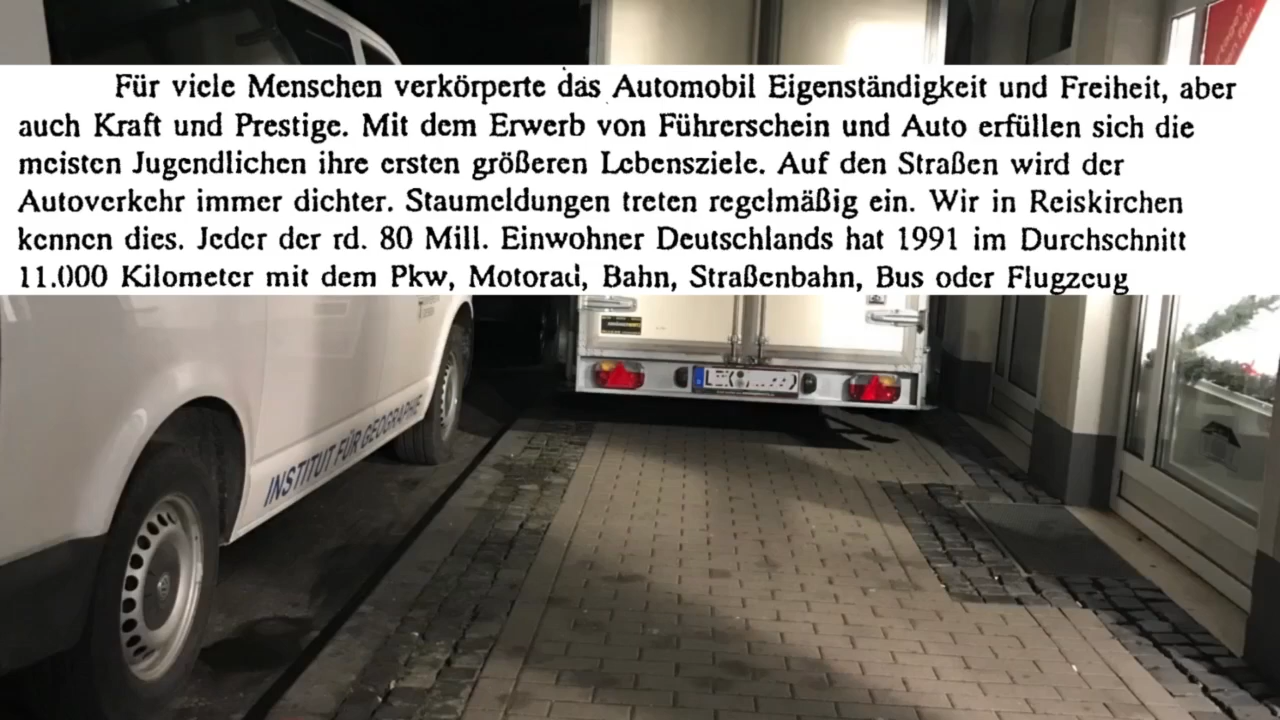 Für viele Menschen verkörperte das Automobil Eigenständigkeit und Freiheit, aber
auch Kraft und Prestige. Mit dem Erwerb von Führerschein und Auto erfüllen sich die
meisten Jugendlichen ihre ersten größeren Lebensziele. Auf den Straßen wird der
Autoverkehr immer dichter. Staumeldungen treten regelmäßig ein. Wir in Reiskirchen
kennen dies. Jeder der rd. 80 Mill. Einwohner Deutschlands hat 1991 im Durchschnitt
11.000 Kilometer mit dem Pkw, Motorad, Bahn, Straßenbahn, Bus oder Flugzeug
INSTITUT FÜR GEOGRAPHIE